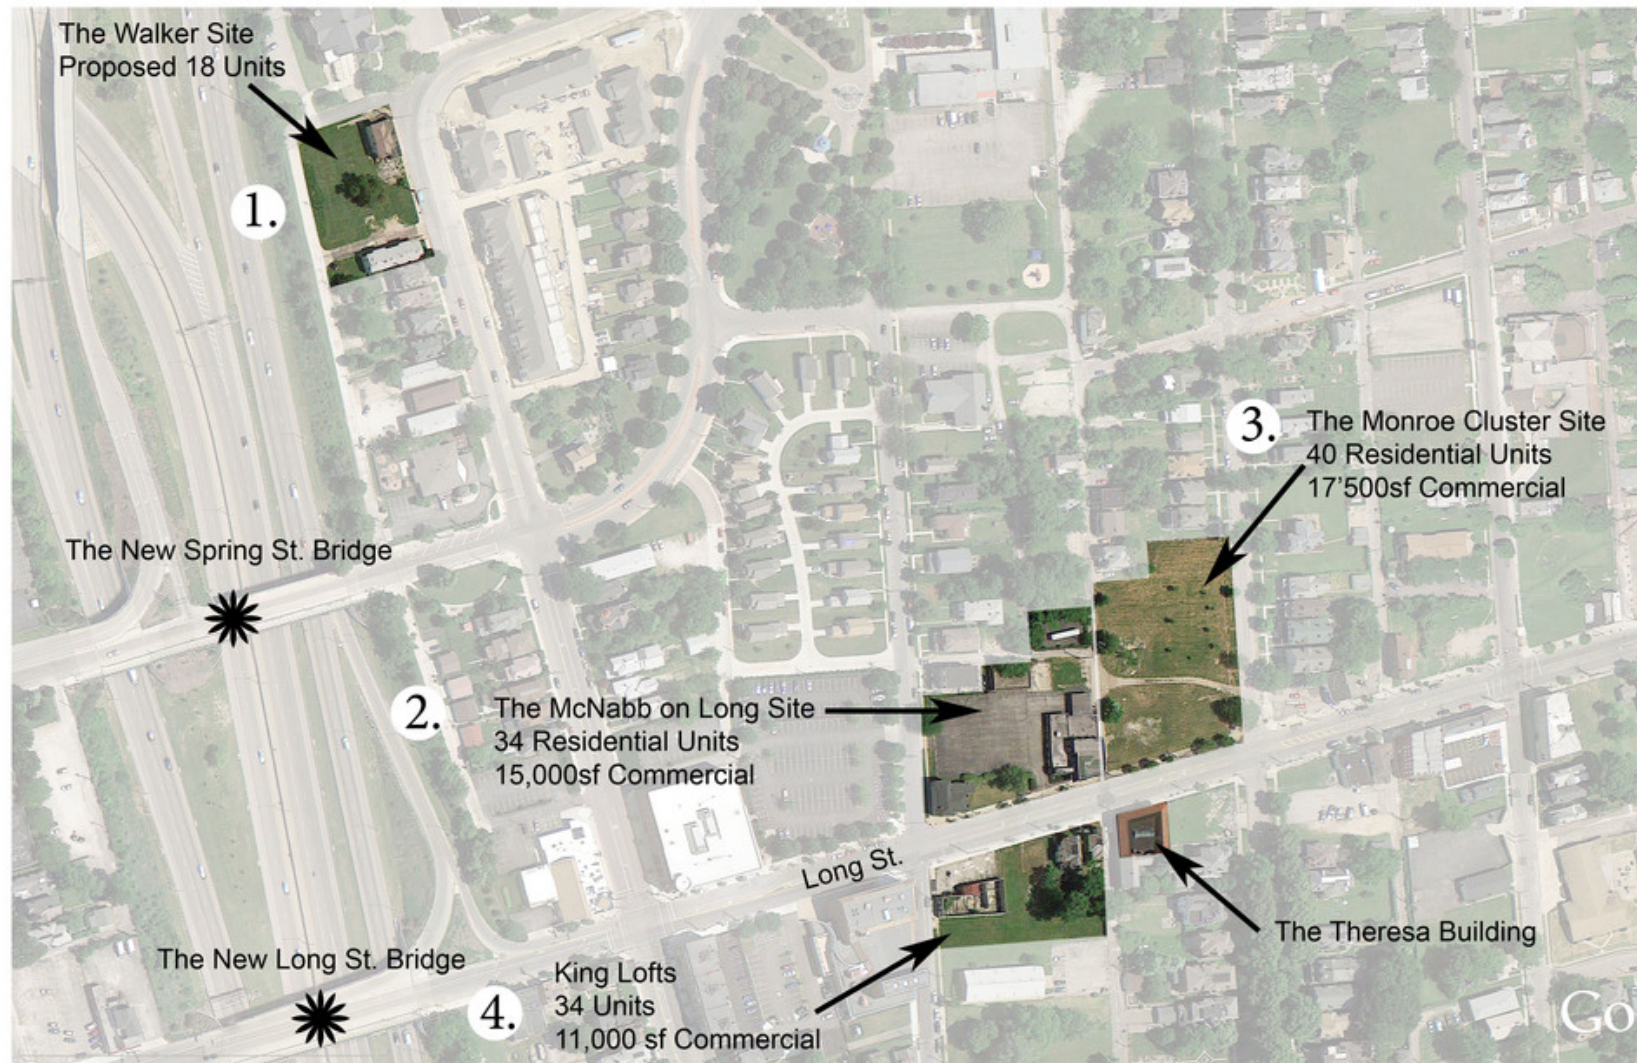 The Walker Site
Proposed 18 Units
1.
3.
The Monroe Cluster Site
40 Residential Units
17'500sf Commercial
The New Spring St. Bridge
2.
The McNabb on Long Site
34 Residential Units
15,000sf Commercial
Long St.
The Theresa Building
The New Long St. Bridge
4.
King Lofts
34 Units
11,000 sf Commercial
Go